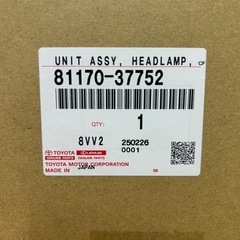 UNIT ASSY, HEADLAMP,
81170-37752
QTY:
1
8VV2
250226
0001
TOYOTA LEXUS
GENUINE PARTS GENUINE PARTS
TOYOTA MOTOR CORPORATION
MADE IN JAPAN